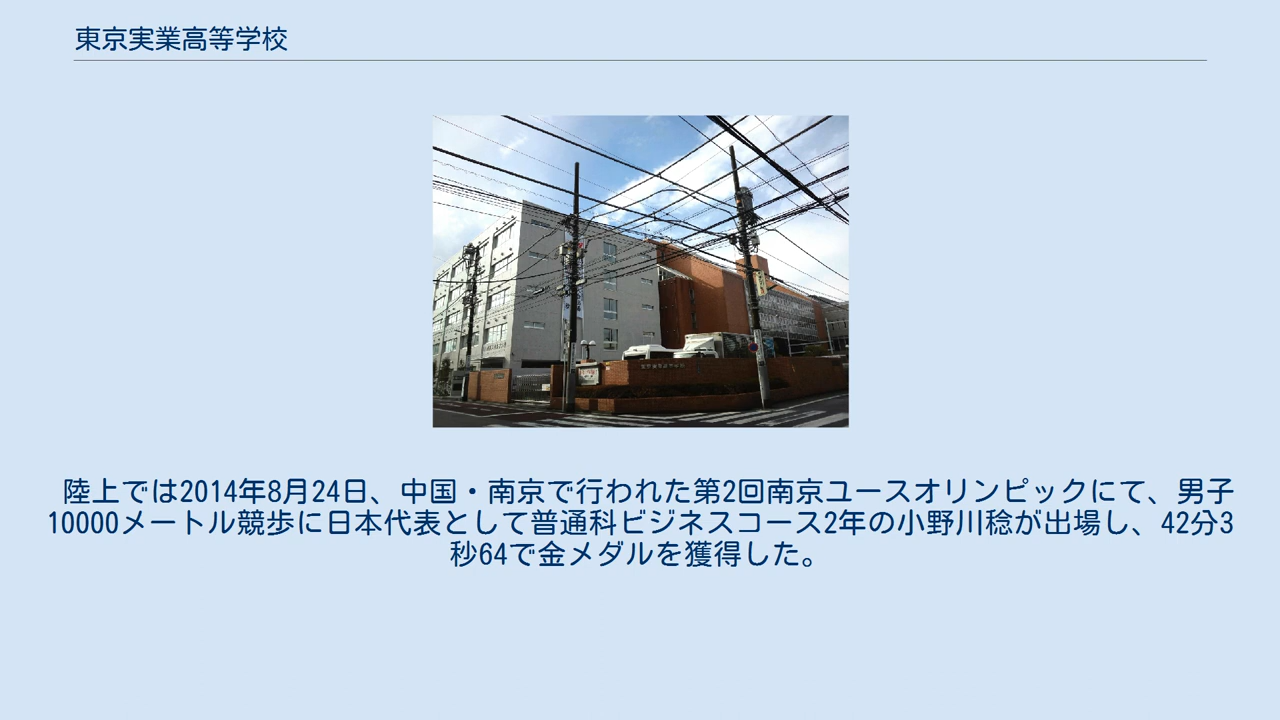 東京実業高等学校
陸上では2014年8月24日、中国・南京で行われた第2回南京ユースオリンピックにて、男子
10000メートル競歩に日本代表として普通科ビジネスコース2年の小野川稔が出場し、42分3
秒64で金メダルを獲得した。